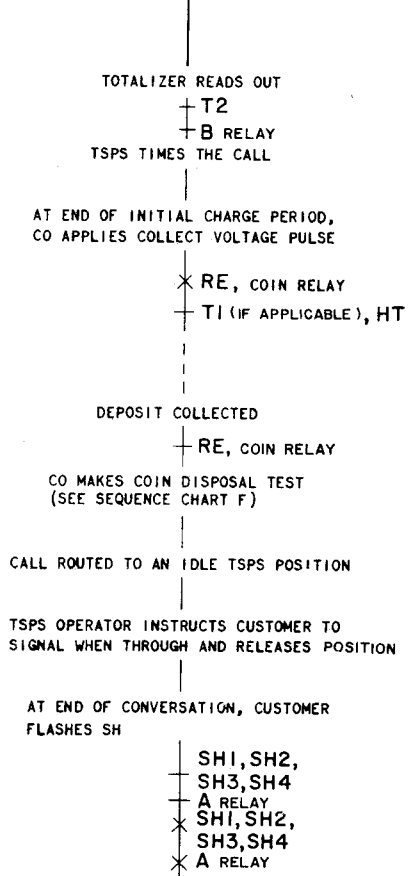 TOTALIZER READS OUT
T2
B RELAY
TSPS TIMES THE CALL
AT END OF INITIAL CHARGE PERIOD,
CO APPLIES COLLECT VOLTAGE PULSE
RE, COIN RELAY
T1 (IF APPLICABLE), HT
DEPOSIT COLLECTED
RE, COIN RELAY
CO MAKES COIN DISPOSAL TEST
(SEE SEQUENCE CHART F)
CALL ROUTED TO AN IDLE TSPS POSITION
TSPS OPERATOR INSTRUCTS CUSTOMER TO
SIGNAL WHEN THROUGH AND RELEASES POSITION
AT END OF CONVERSATION, CUSTOMER
FLASHES SH
SH1, SH2,
SH3, SH4
A RELAY
SH1, SH2,
SH3, SH4
A RELAY